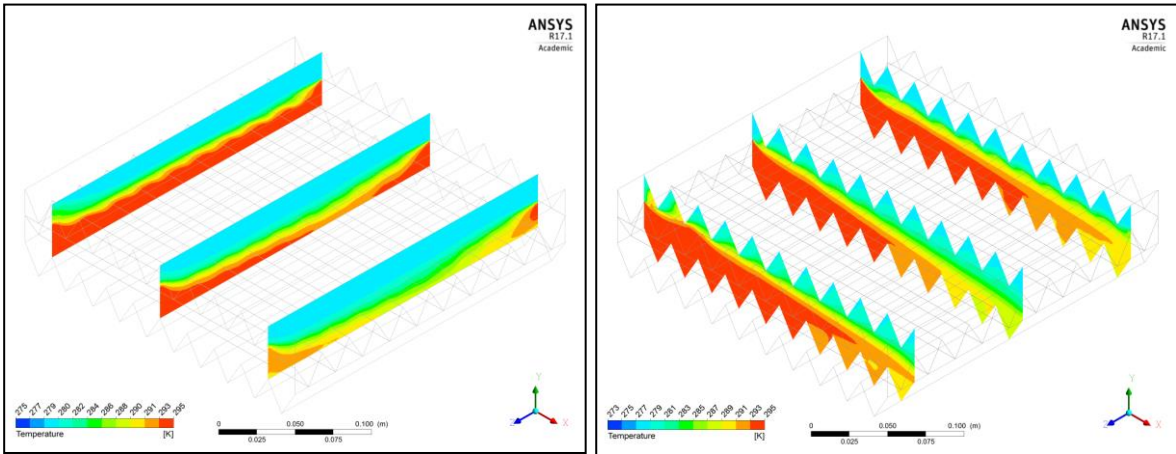 ANSYS
R17.1
Academic
275 277 279 280 282 284 286 288 290 291 293 295
Temperature [K]
0 0.050 0.100 (m)
0.025 0.075
Y
Z X
ANSYS
R17.1
Academic
273 275 277 279 281 283 285 287 289 291 293 295
Temperature [K]
0 0.050 0.100 (m)
0.025 0.075
Y
Z X